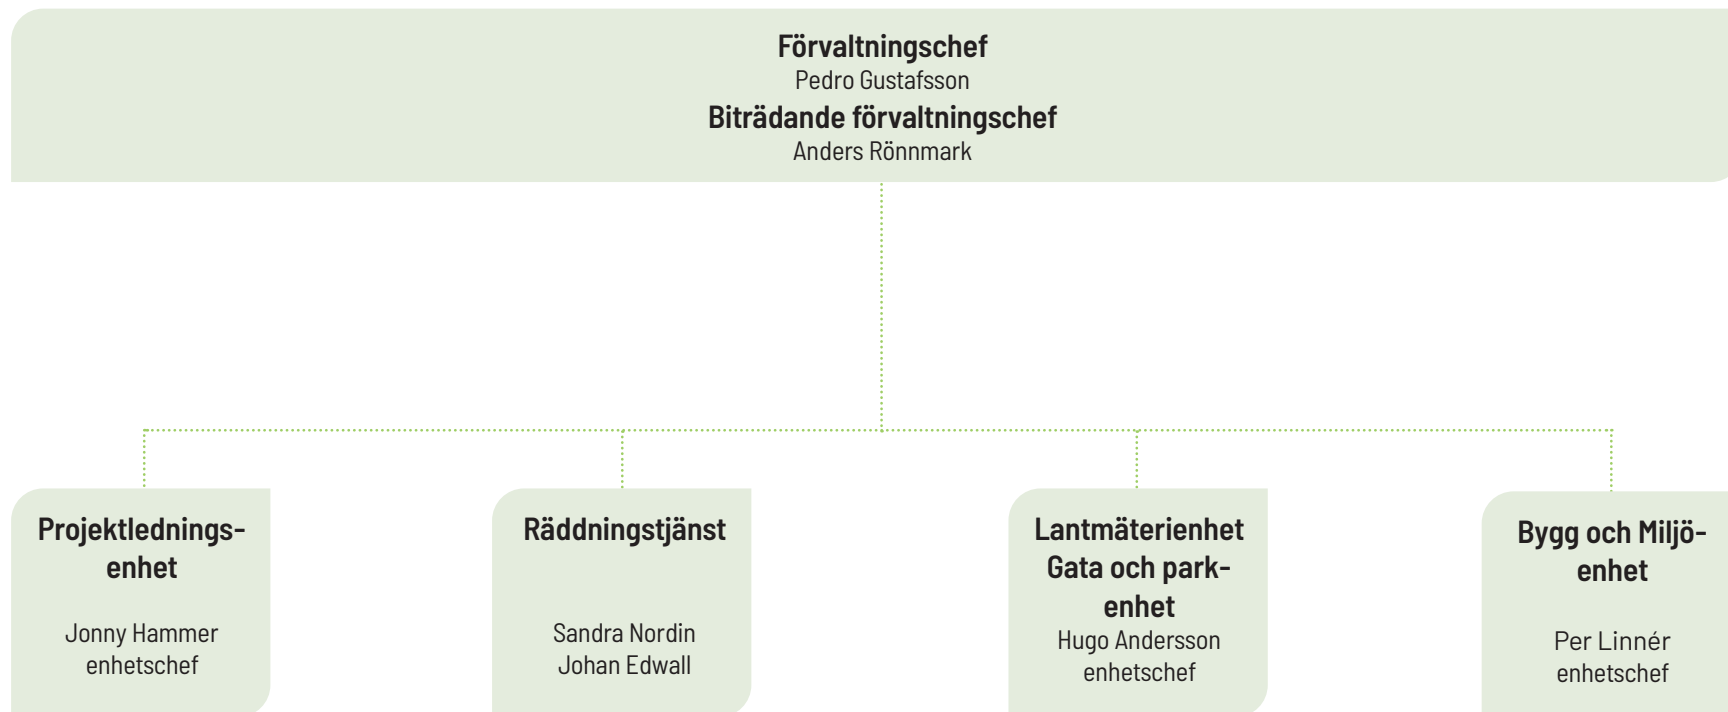 Förvaltningschef
Pedro Gustafsson
Biträdande förvaltningschef
Anders Rönnmark
Projektlednings-
enhet
Jonny Hammer
enhetschef
Räddningstjänst
Sandra Nordin
Johan Edwall
Lantmäterienhet
Gata och park-
enhet
Hugo Andersson
enhetschef
Bygg och Miljö-
enhet
Per Linnér
enhetschef